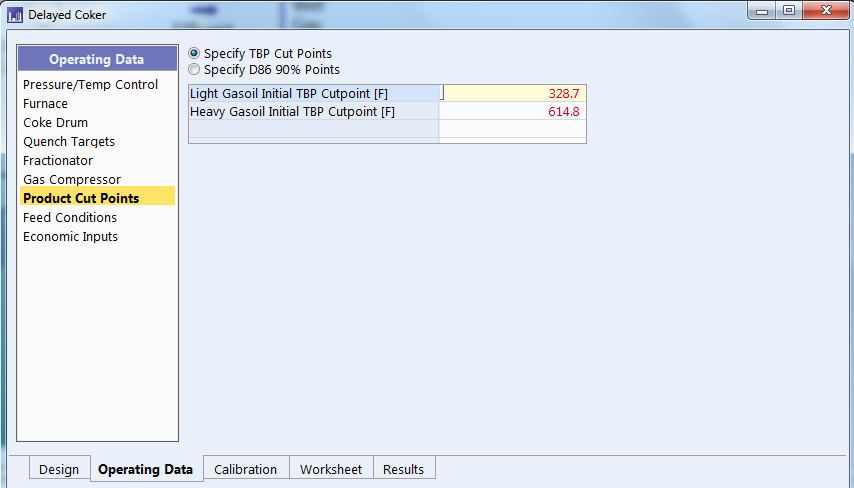 Delayed Coker
Operating Data
Pressure/Temp Control
Furnace
Coke Drum
Quench Targets
Fractionator
Gas Compressor
Product Cut Points
Feed Conditions
Economic Inputs
Specify TBP Cut Points
Specify D86 90% Points
Light Gasoil Initial TBP Cutpoint [F] 328.7
Heavy Gasoil Initial TBP Cutpoint [F] 614.8
Design Operating Data Calibration Worksheet Results